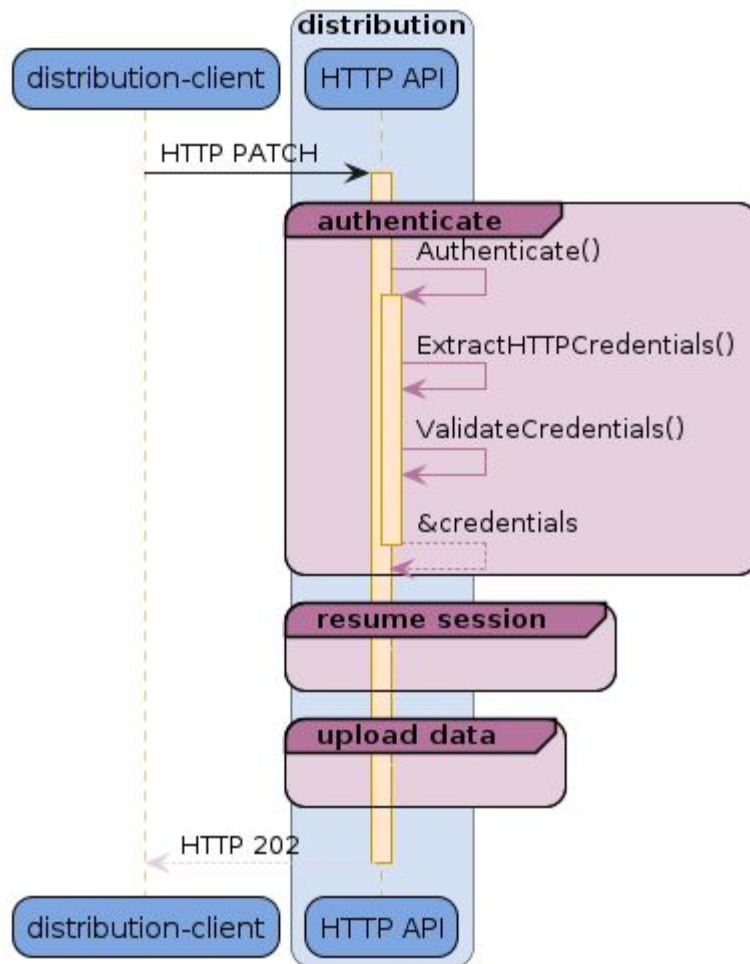 distribution
distribution-client
HTTP API
HTTP PATCH
authenticate
Authenticate()
ExtractHTTPCredentials()
ValidateCredentials()
&credentials
resume session
upload data
HTTP 202
distribution-client
HTTP API